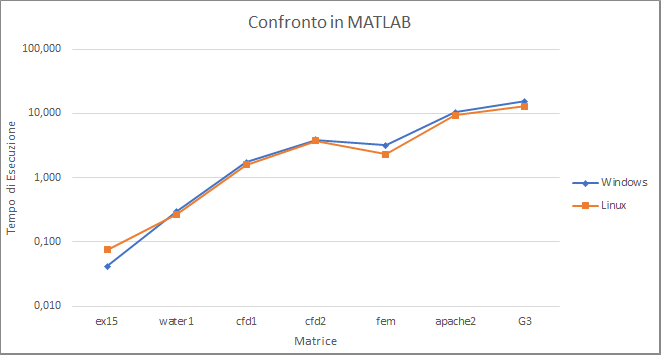 Confronto in MATLAB
100,000
10,000
1,000
0,100
0,010
Tempo di Esecuzione
ex15 water1 cfd1 cfd2 fem apache2 G3
Matrice
Windows
Linux